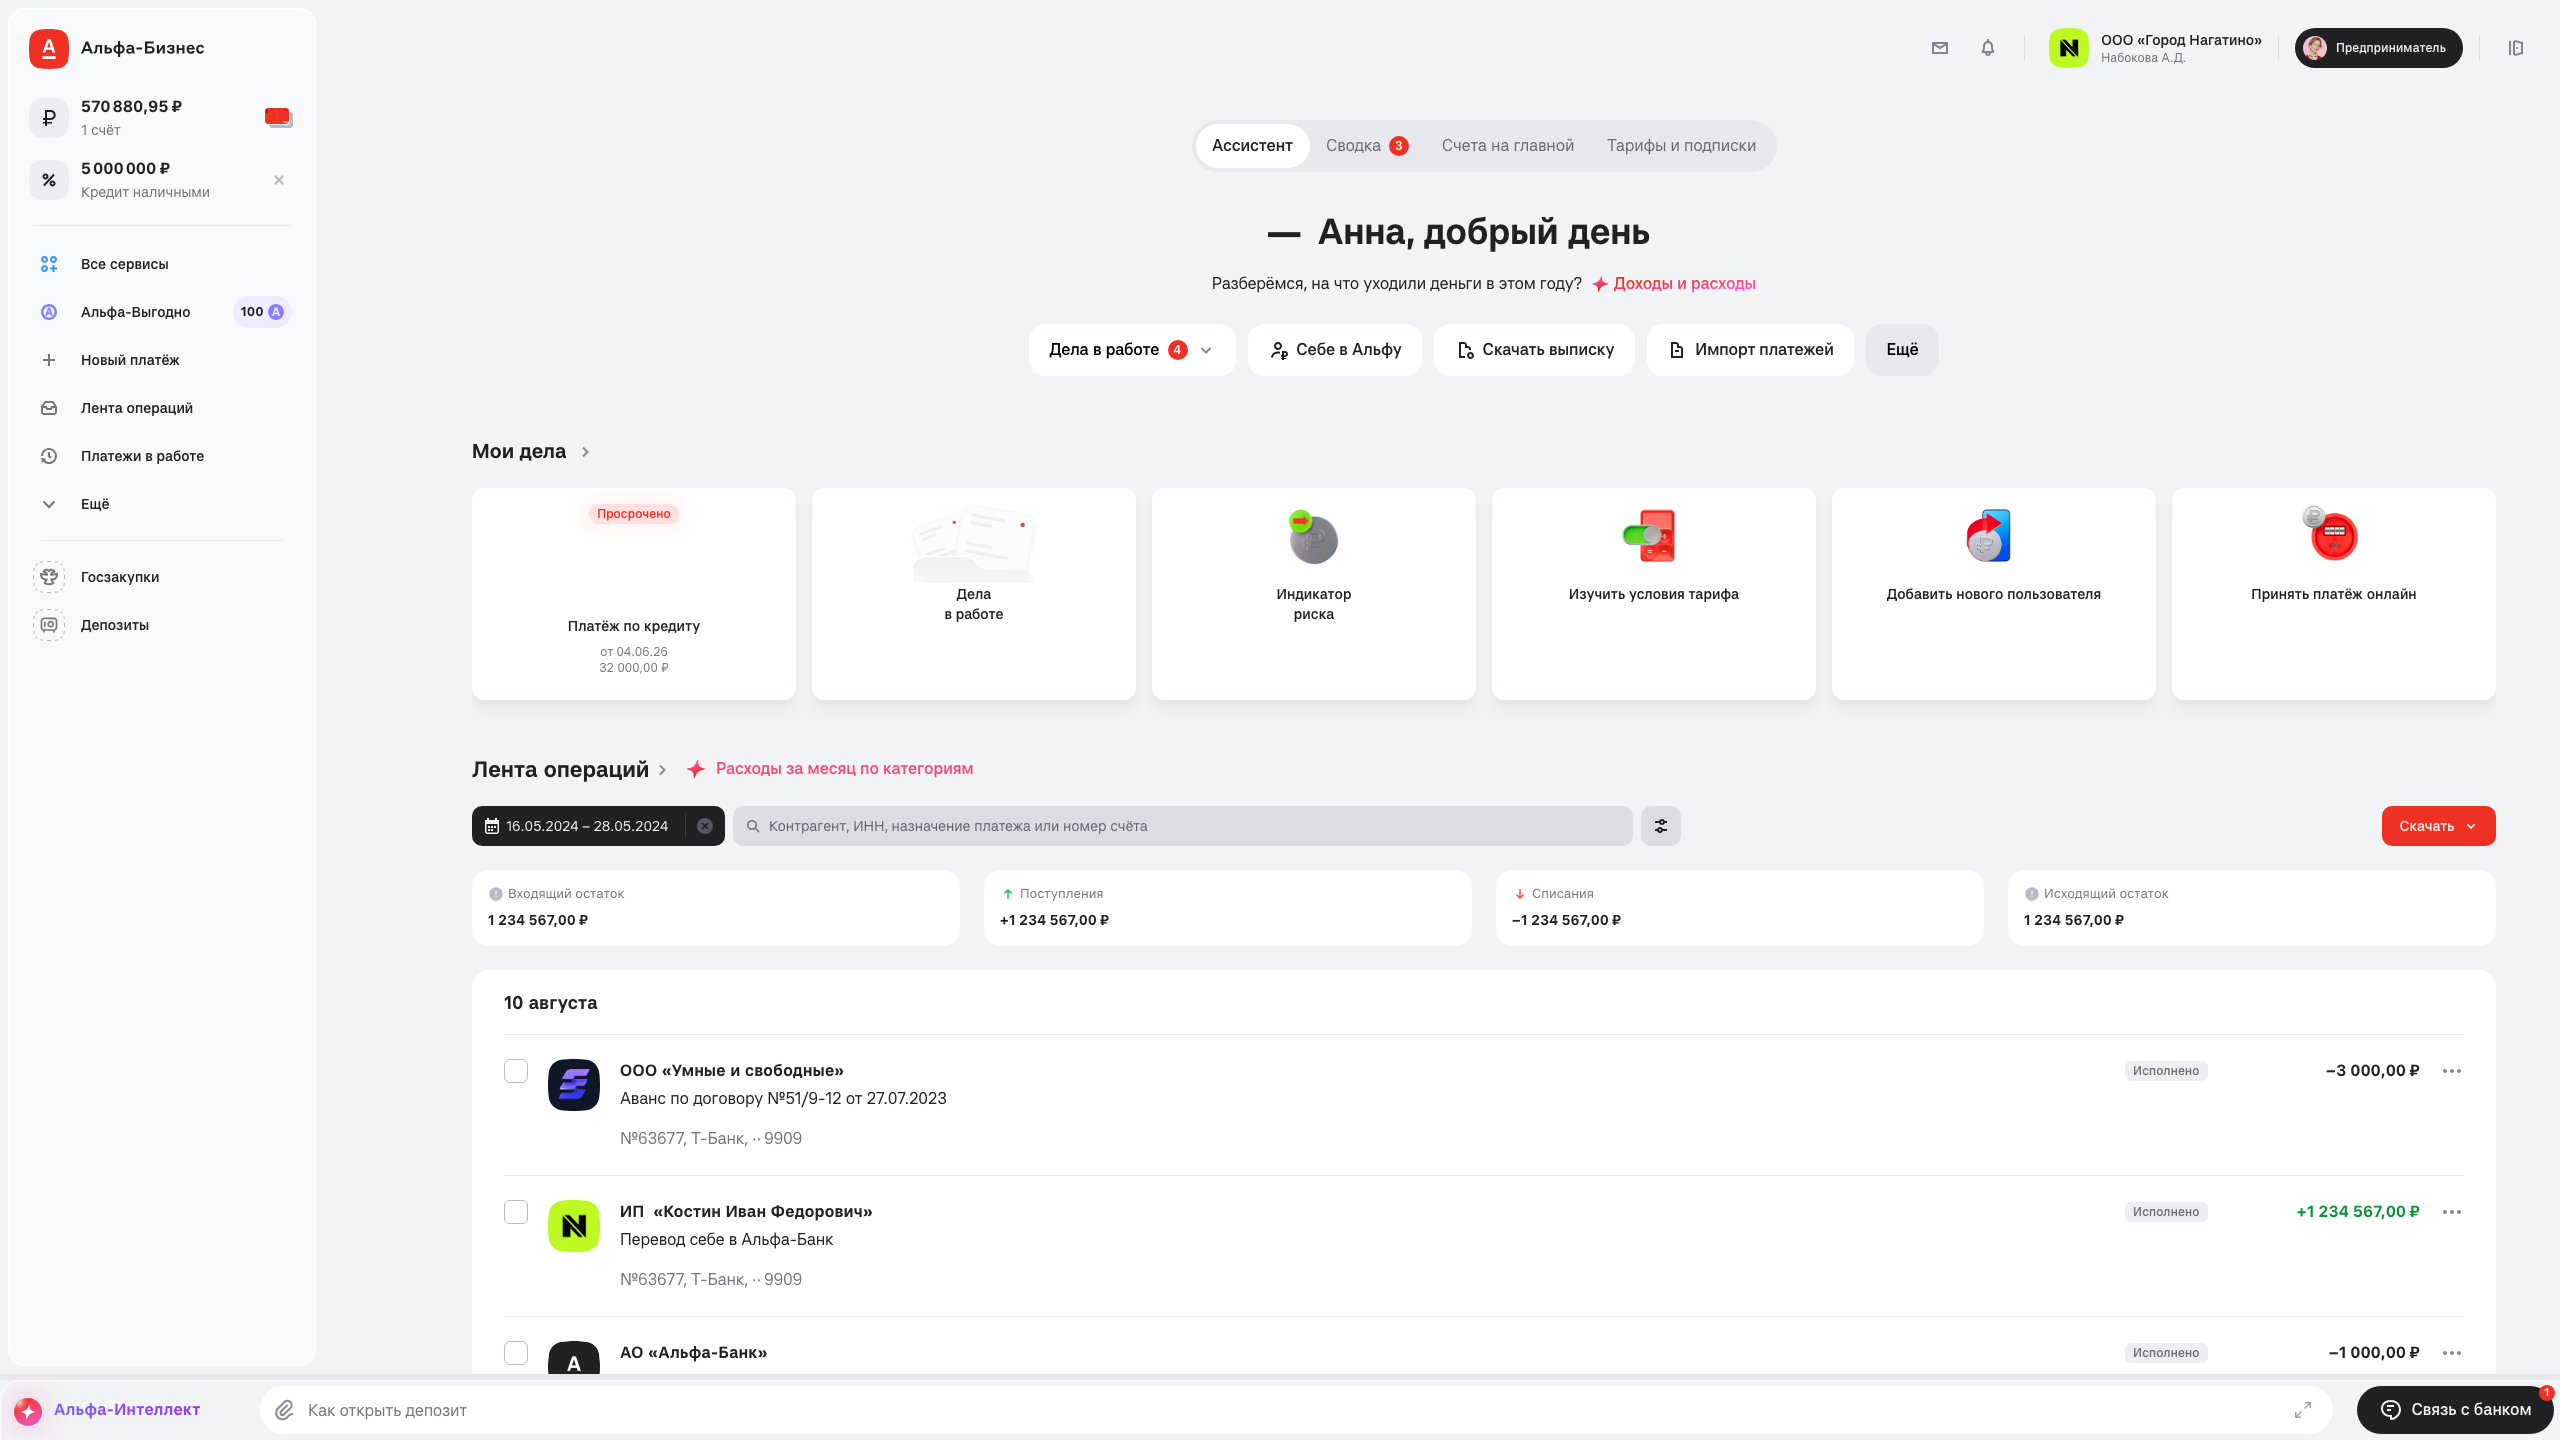 Альфа-Бизнес
570 880,95 ₽
1 счёт
5 000 000 ₽
Кредит наличными
Все сервисы
Альфа-Выгодно
100
Новый платёж
Лента операций
Платежи в работе
Ещё
Госзакупки
Депозиты
ООО «Город Нагатино»
Набокова А.Д.
Предприниматель
Ассистент
Сводка 3
Счета на главной
Тарифы и подписки
— Анна, добрый день
Разберёмся, на что уходили деньги в этом году? Доходы и расходы
Дела в работе 4
Себе в Альфу
Скачать выписку
Импорт платежей
Ещё
Мои дела
Просрочено
Платёж по кредиту
от 04.06.26
32 000,00 ₽
Дела
в работе
Индикатор
риска
Изучить условия тарифа
Добавить нового пользователя
Принять платёж онлайн
Лента операций
Расходы за месяц по категориям
16.05.2024 – 28.05.2024
Контрагент, ИНН, назначение платежа или номер счёта
Скачать
Входящий остаток
1 234 567,00 ₽
Поступления
+1 234 567,00 ₽
Списания
–1 234 567,00 ₽
Исходящий остаток
1 234 567,00 ₽
10 августа
ООО «Умные и свободные»
Исполнено
–3 000,00 ₽
Аванс по договору №51/9-12 от 27.07.2023
№63677, Т-Банк, ·· 9909
ИП «Костин Иван Федорович»
Исполнено
+1 234 567,00 ₽
Перевод себе в Альфа-Банк
№63677, Т-Банк, ·· 9909
АО «Альфа-Банк»
Исполнено
–1 000,00 ₽
Альфа-Интеллект
Как открыть депозит
Связь с банком
1